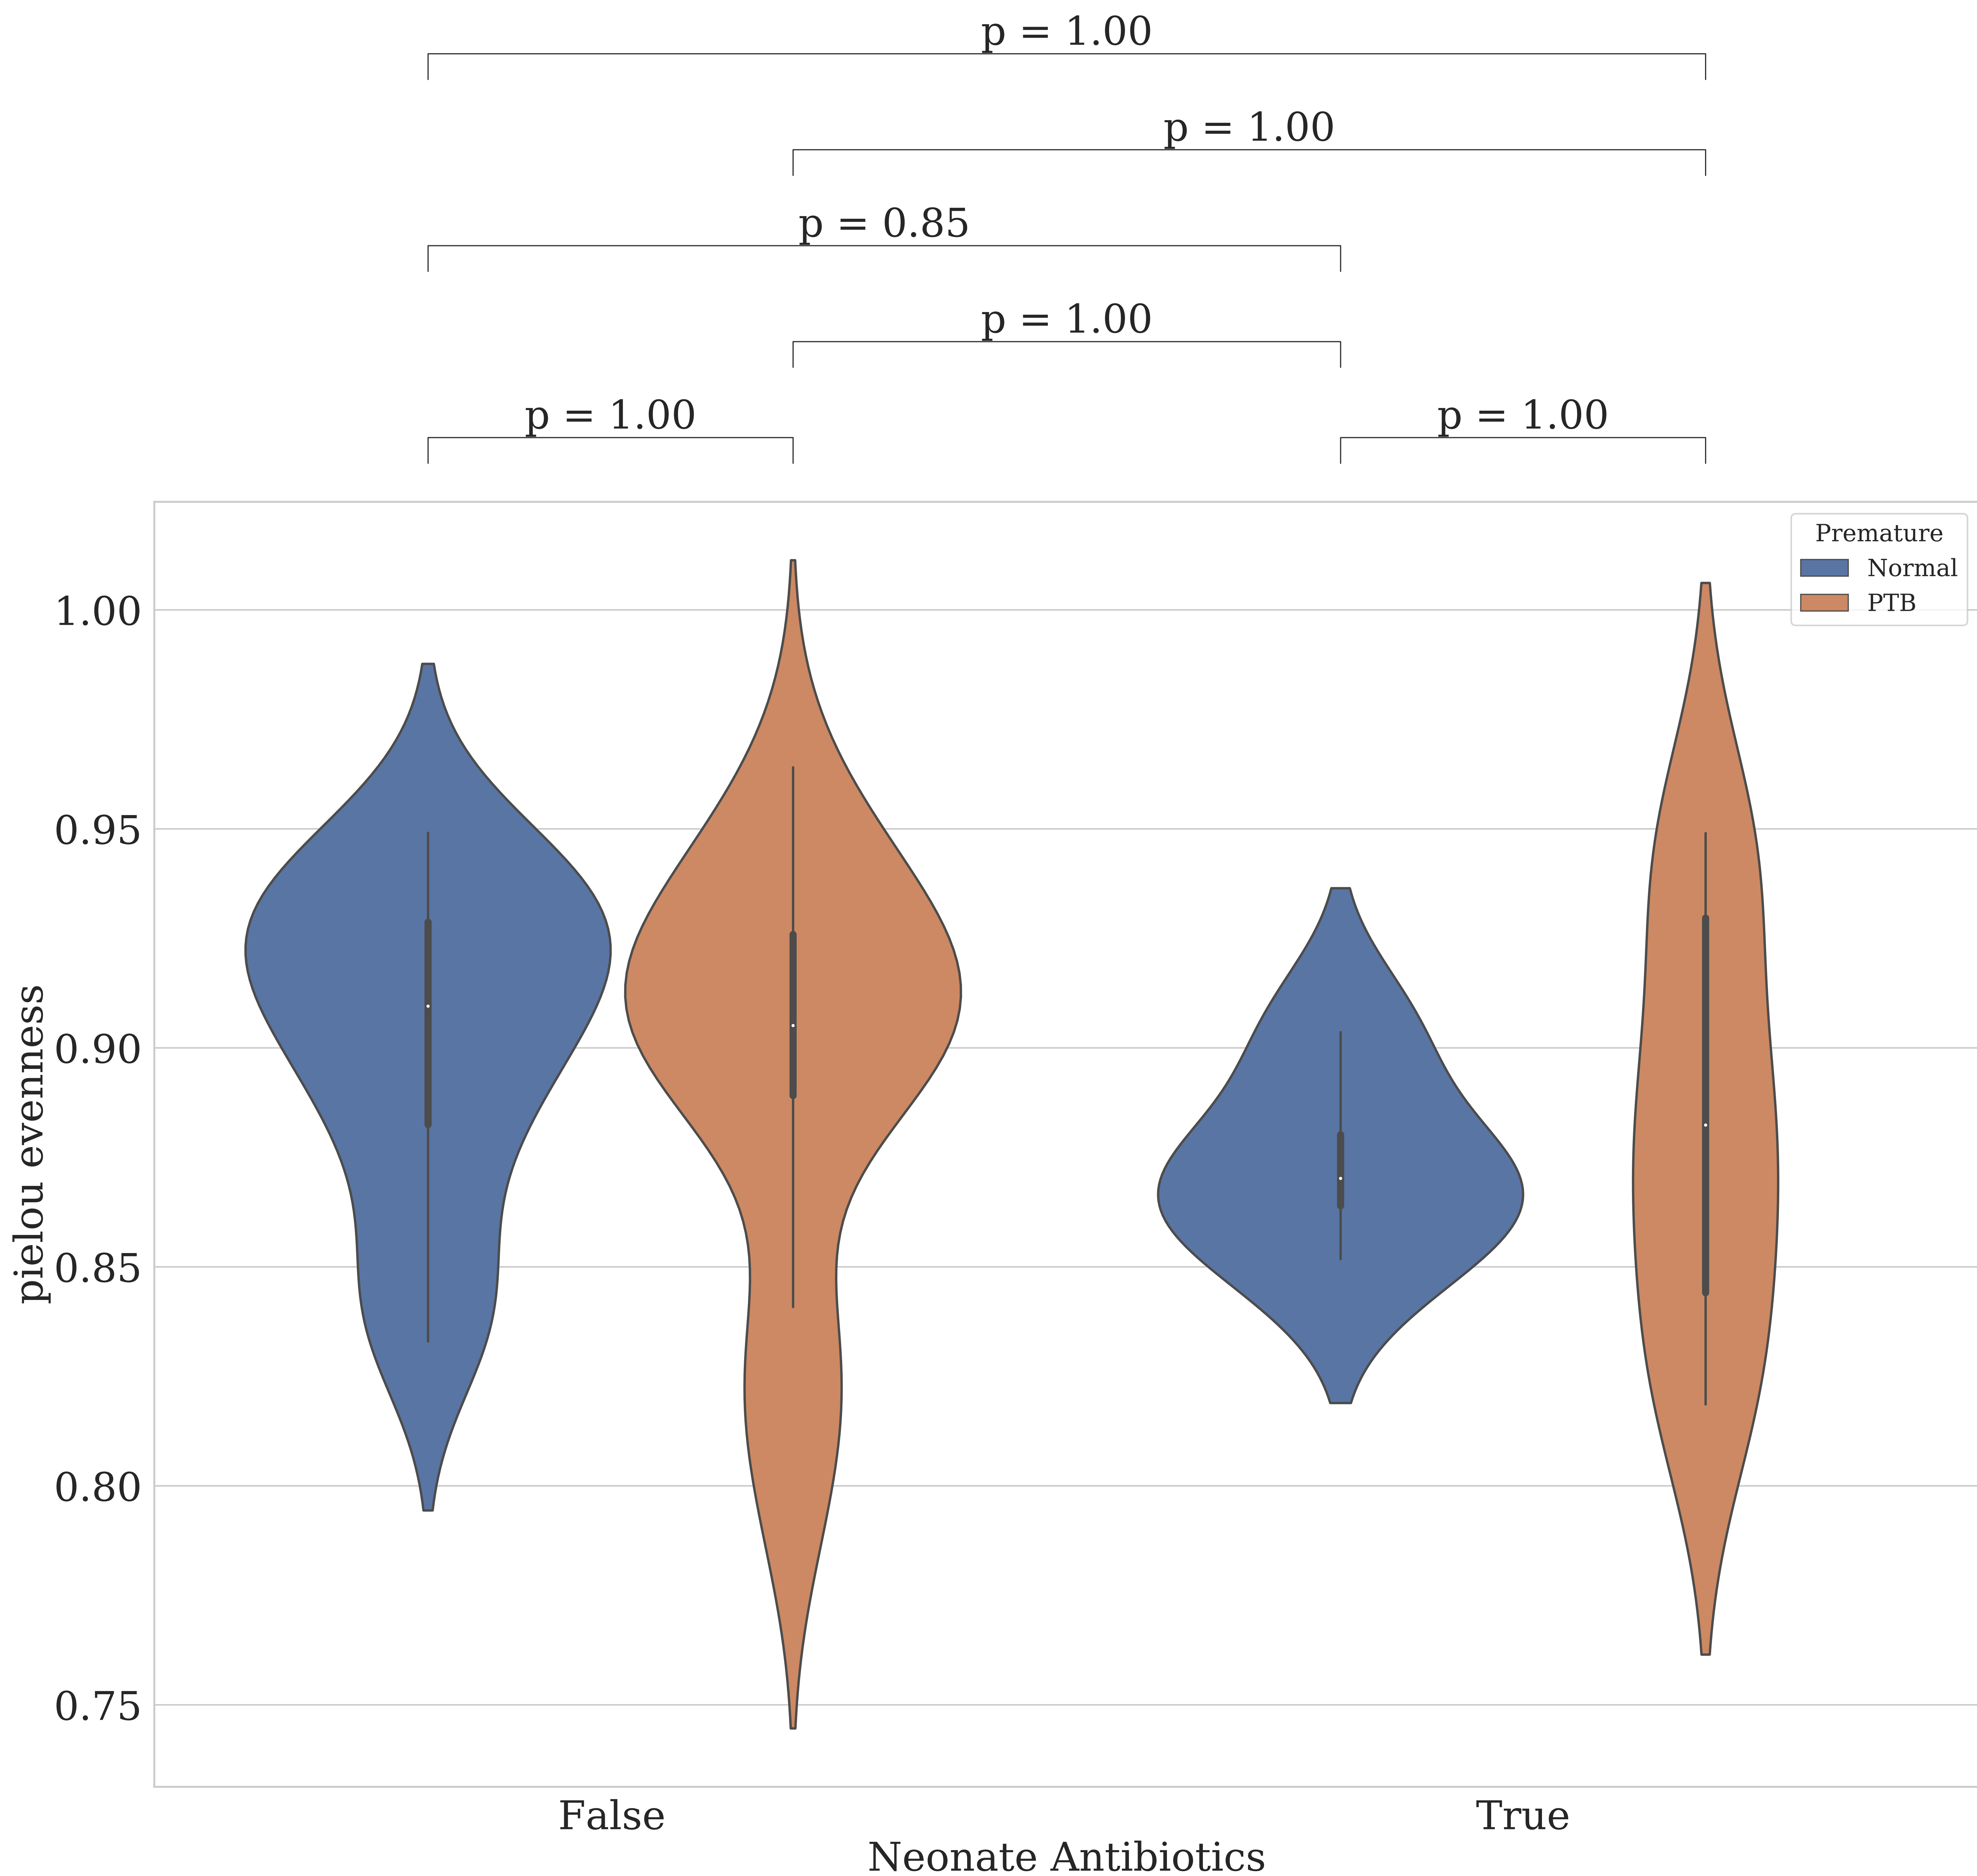 p = 1.00
p = 1.00
p = 0.85
p = 1.00
p = 1.00
p = 1.00
Premature
Normal
PTB
1.00
0.95
0.90
0.85
0.80
0.75
pielou evenness
False
True
Neonate Antibiotics